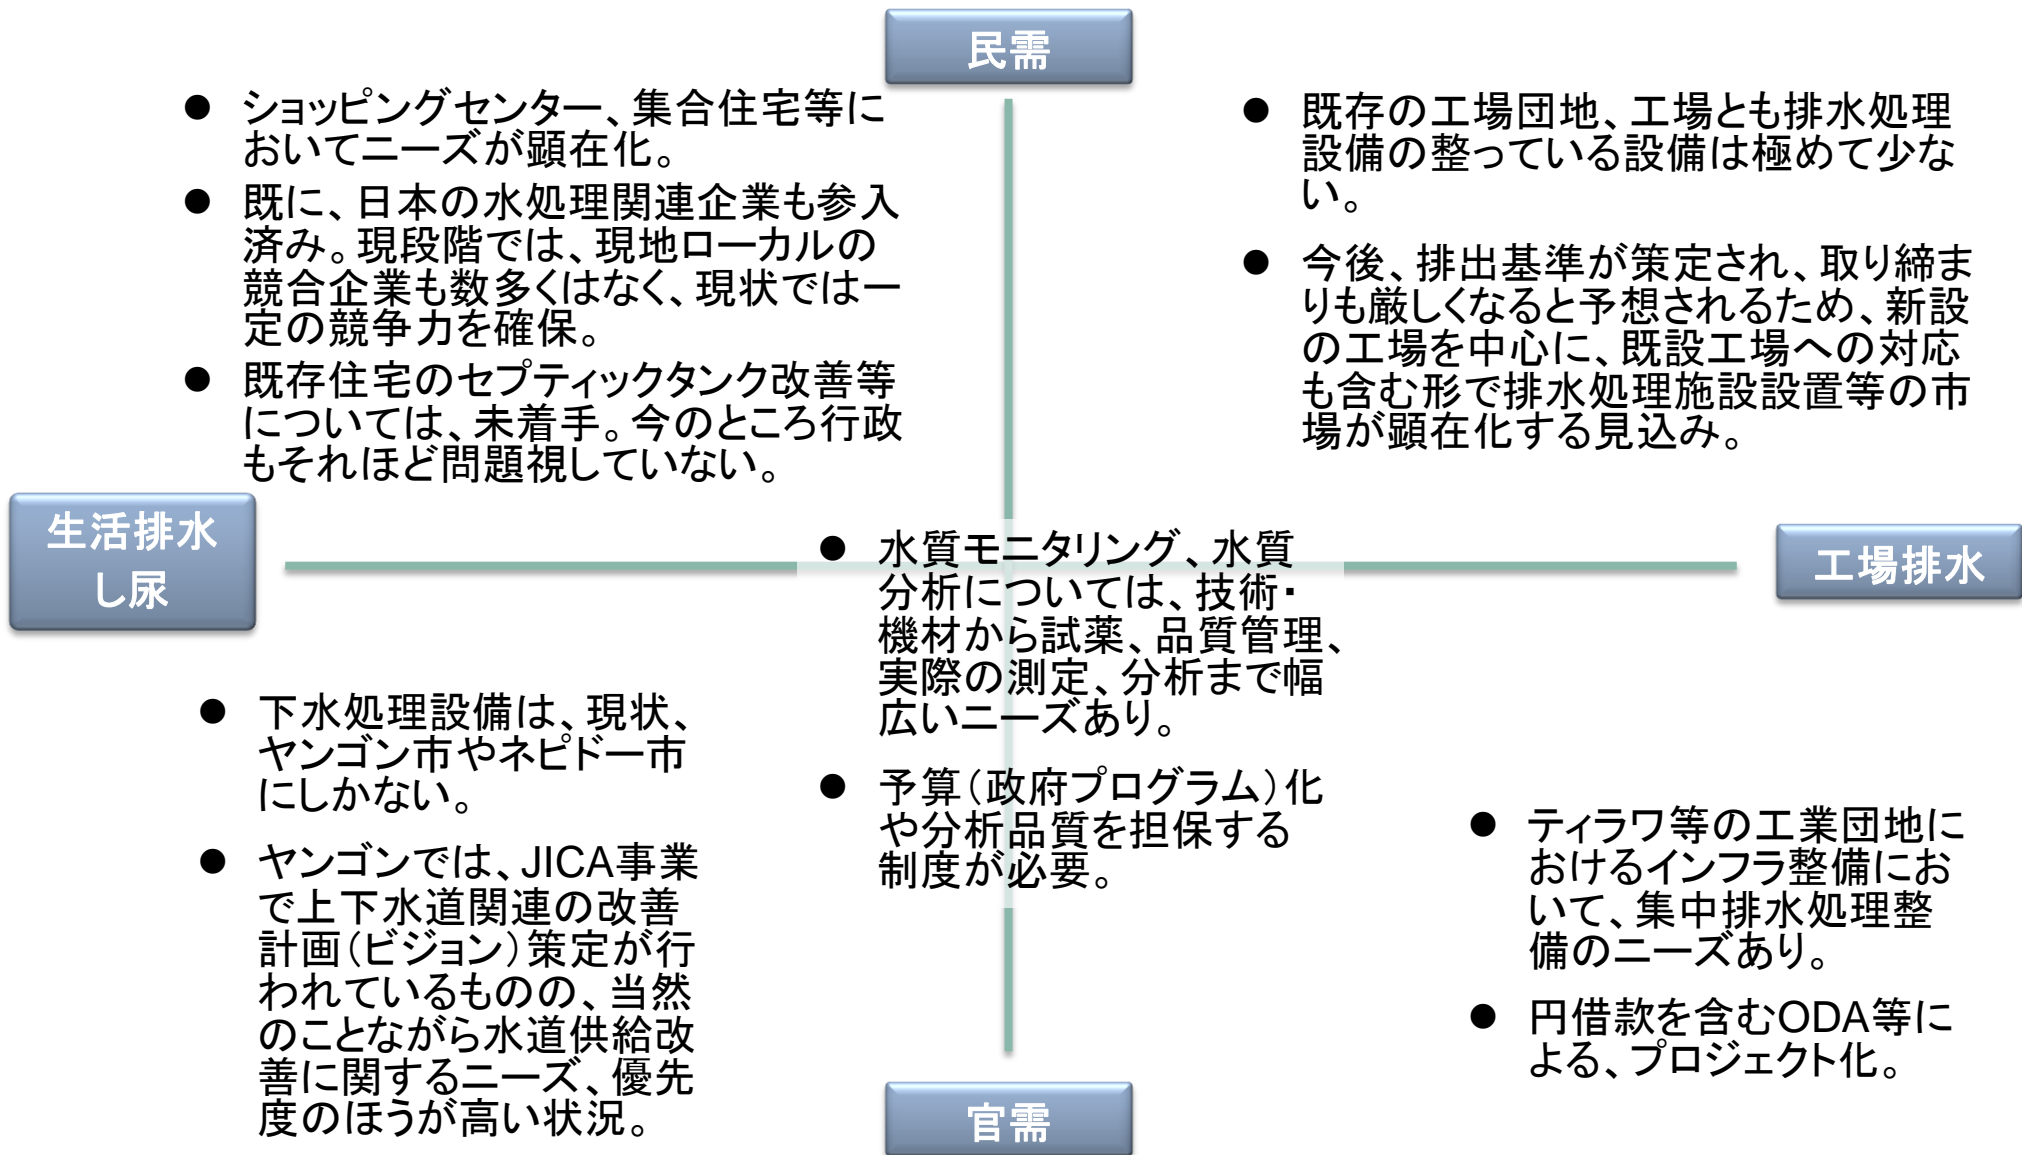 民需
● ショッピングセンター、集合住宅等に
おいてニーズが顕在化。
● 既に、日本の水処理関連企業も参入
済み。現段階では、現地ローカルの
競合企業も数多くはなく、現状では一
定の競争力を確保。
● 既存住宅のセプティックタンク改善等
については、未着手。今のところ行政
もそれほど問題視していない。
● 既存の工場団地、工場とも排水処理
設備の整っている設備は極めて少な
い。
● 今後、排出基準が策定され、取り締ま
りも厳しくなると予想されるため、新設
の工場を中心に、既設工場への対応
も含む形で排水処理施設設置等の市
場が顕在化する見込み。
生活排水
し尿
● 水質モニタリング、水質
分析については、技術・
機材から試薬、品質管理、
実際の測定、分析まで幅
広いニーズあり。
● 予算（政府プログラム）化
や分析品質を担保する
制度が必要。
工場排水
● 下水処理設備は、現状、
ヤンゴン市やネピドー市
にしかない。
● ヤンゴンでは、JICA事業
で上下水道関連の改善
計画（ビジョン）策定が行
われているものの、当然
のことながら水道供給改
善に関するニーズ、優先
度のほうが高い状況。
● ティラワ等の工業団地に
おけるインフラ整備にお
いて、集中排水処理整
備のニーズあり。
● 円借款を含むODA等に
よる、プロジェクト化。
官需